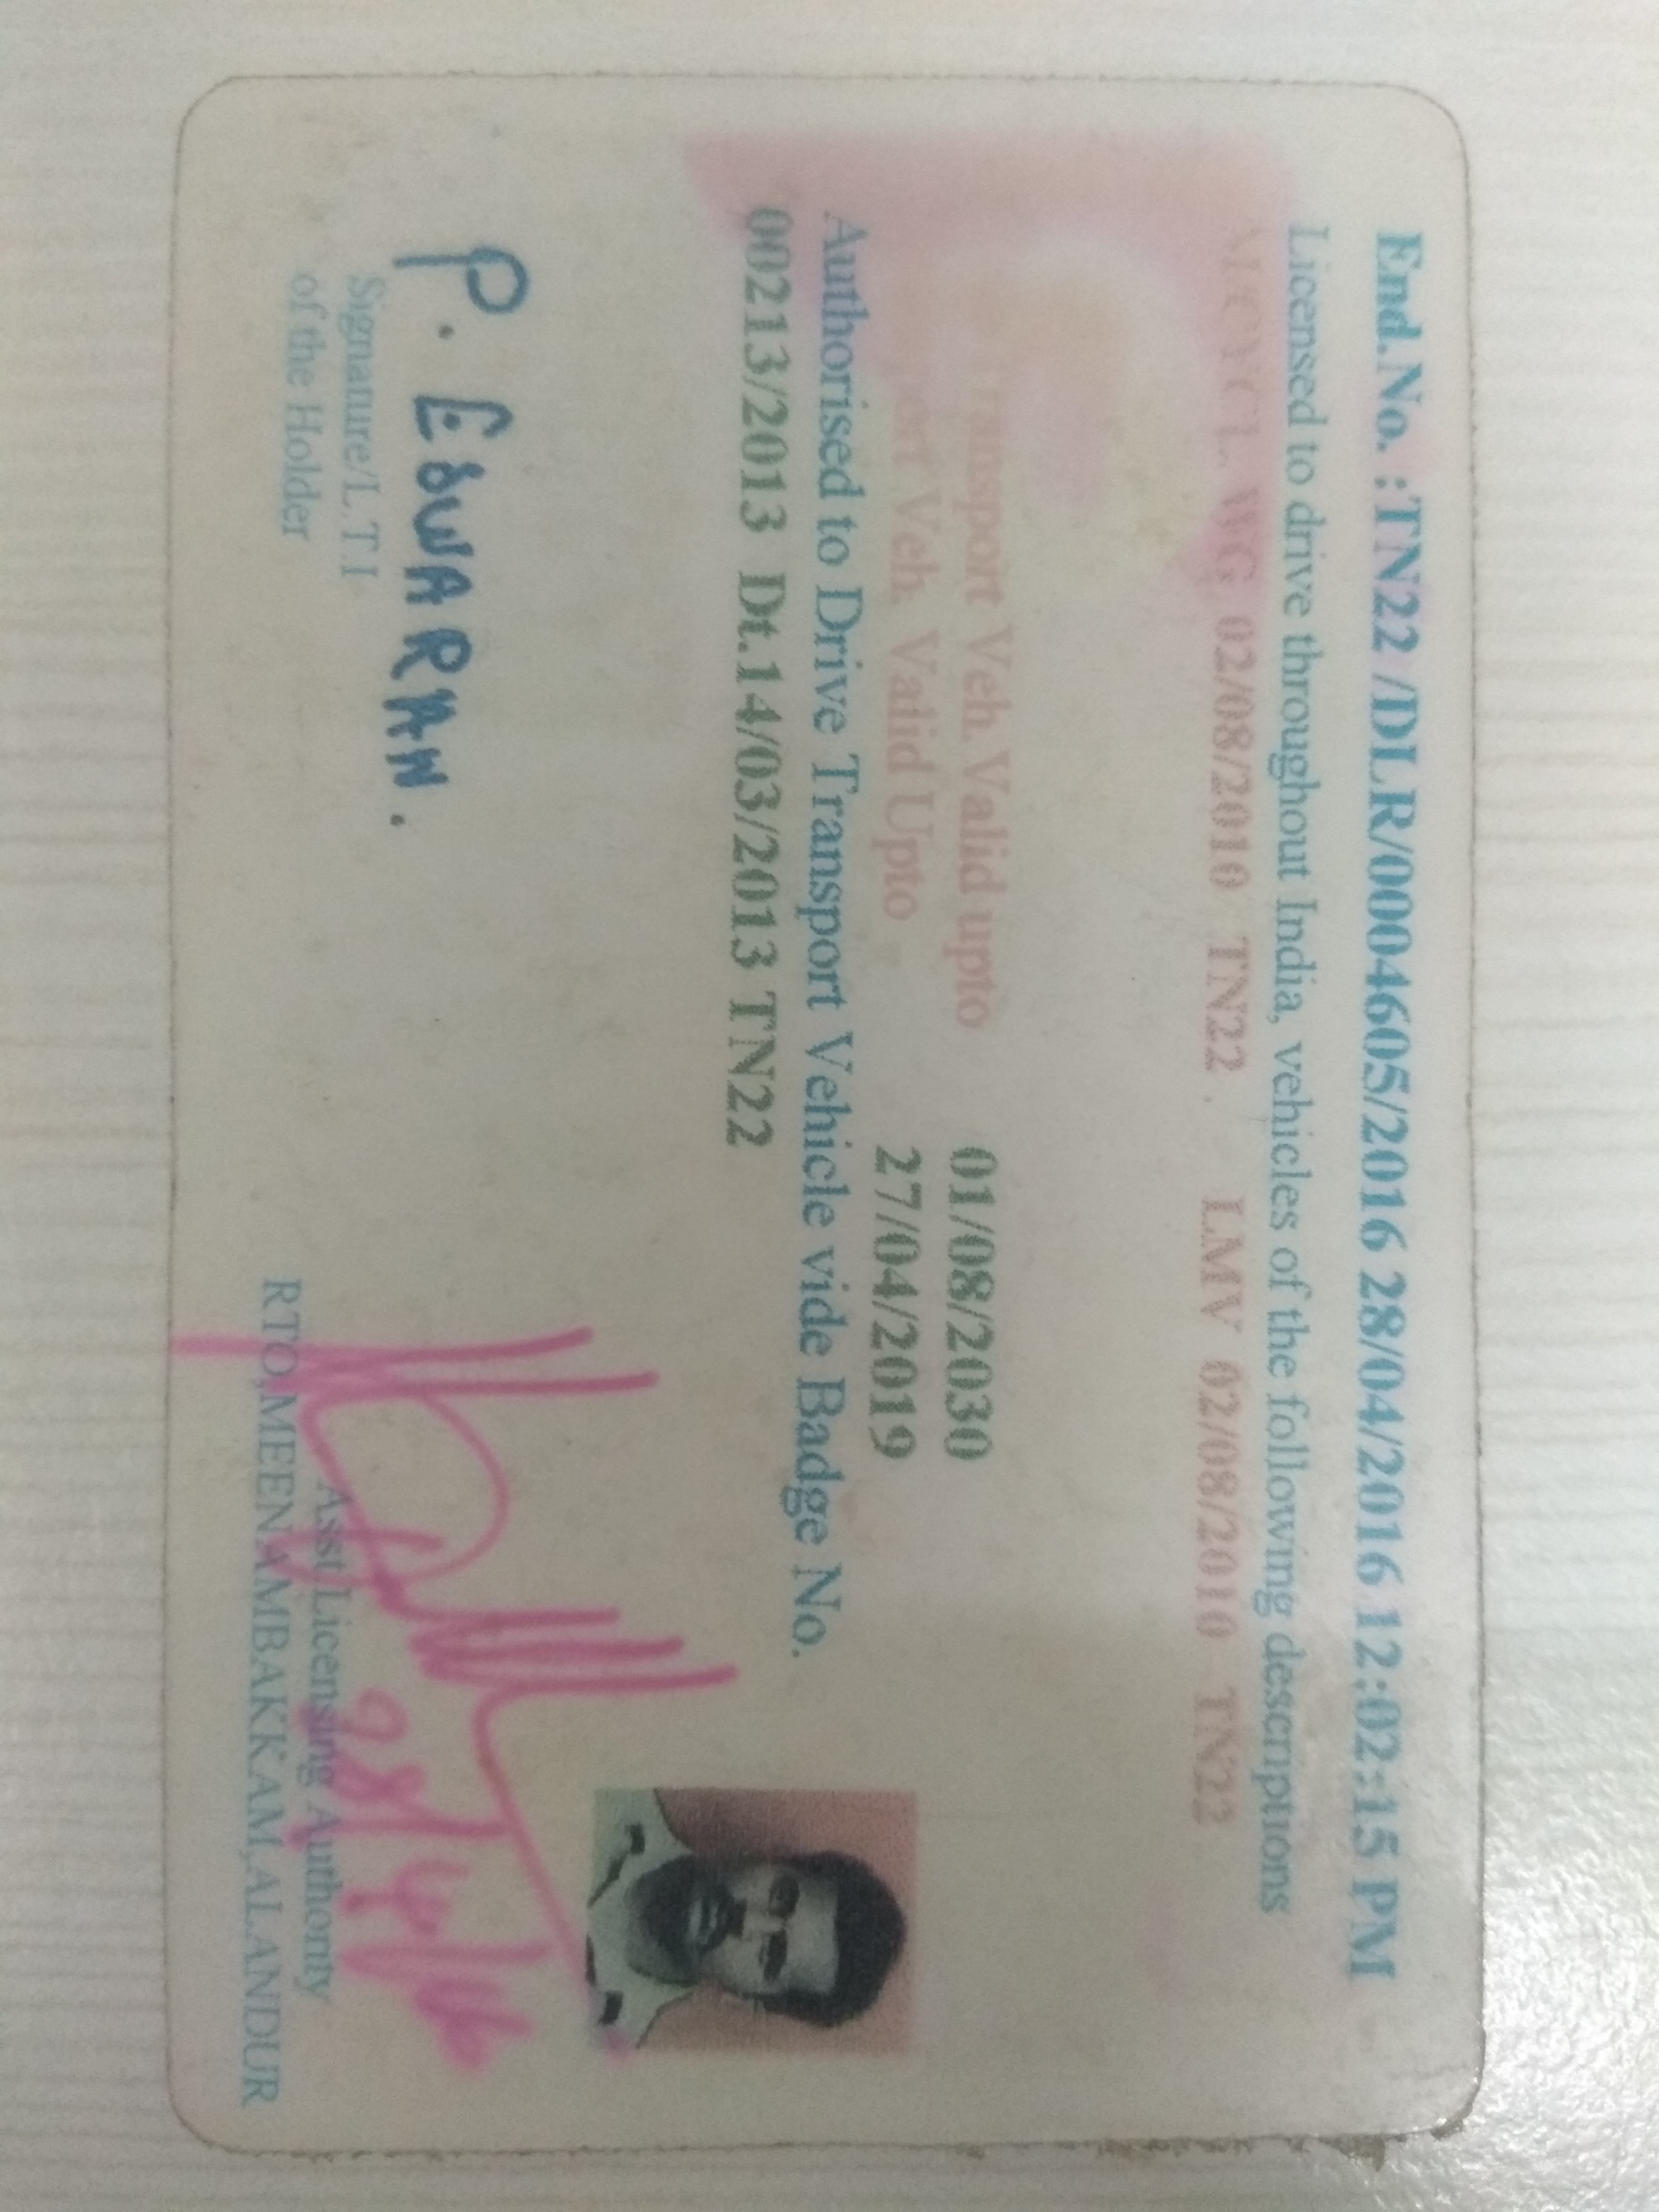 End.No. :TN22 /DLR/0004605/2016 28/04/2016 12:02:15 PM
Licensed to drive throughout India, vehicles of the following descriptions
WG 02/08/2010 TN22 . LMV 02/08/2010 TN22
Veh. Valid upto 01/08/2030
Veh. Valid Upto 27/04/2019
Authorised to Drive Transport Vehicle vide Badge No.
00213/2013 Dt.14/03/2013 TN22
P. EDWARAN.
Signature/L.T.I
of the Holder
Asst Licensing Authority
RTO,MEENAMBAKKAM,ALANDUR